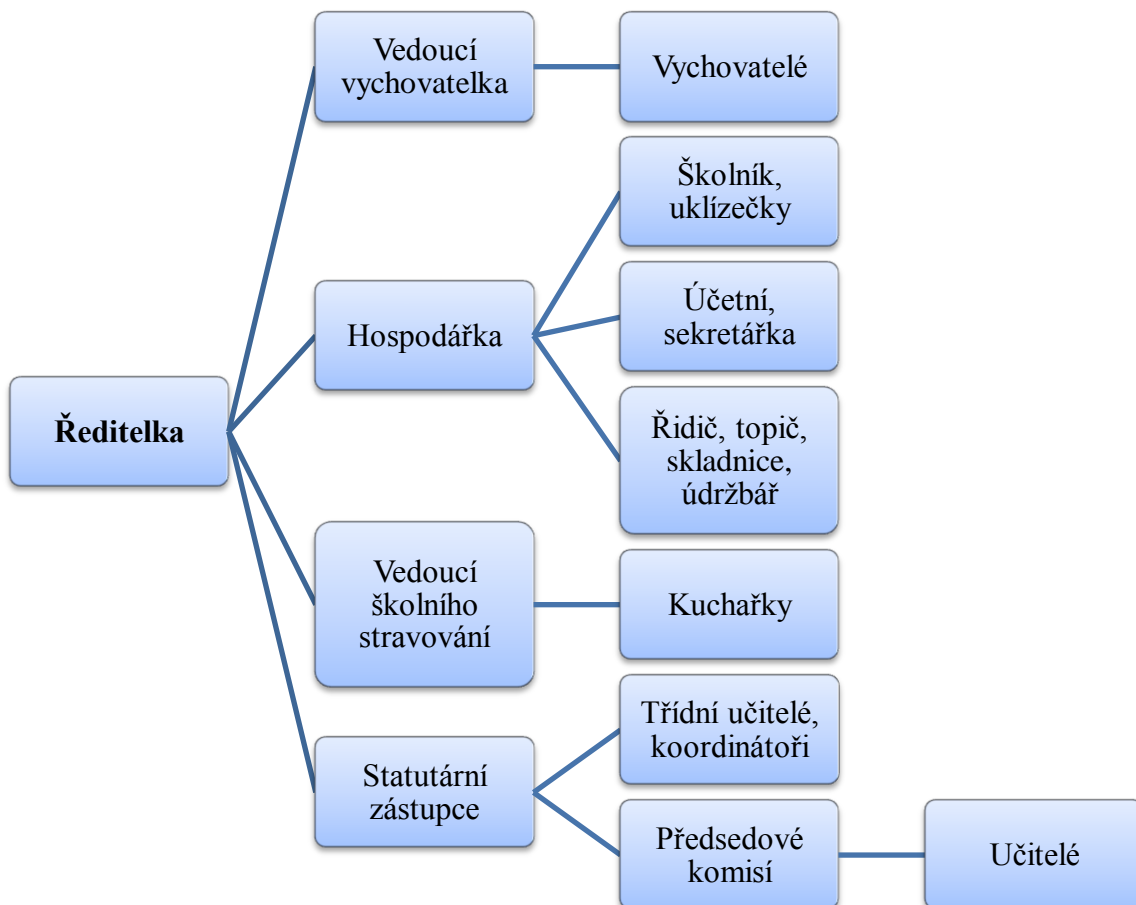 Vedoucí
vychovatelka
Vychovatelé
Školník,
uklízečky
Účetní,
sekretářka
Hospodářka
Řidič, topič,
skladnice,
údržbář
Ředitelka
Vedoucí
školního
stravování
Kuchařky
Třídní učitelé,
koordinátoři
Statutární
zástupce
Předsedové
komisí
Učitelé